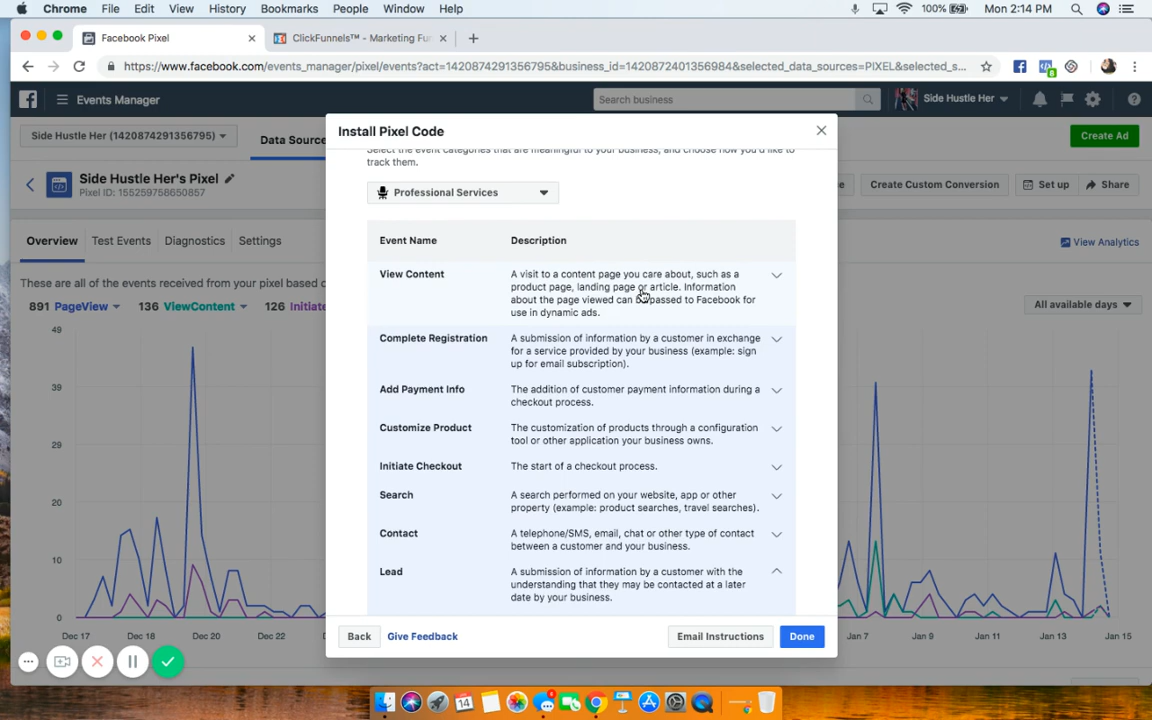 Chrome File Edit View History Bookmarks People Window Help 100% Mon 2:14 PM
Facebook Pixel ClickFunnels™ - Marketing Fun
https://www.facebook.com/events_manager/pixel/events?act=1420874291356795&business_id=1420872401356984&selected_data_sources=PIXEL&selected_s...
8
Events Manager Search business Side Hustle Her
Side Hustle Her (1420874291356795) Data Source Create Ad
Side Hustle Her's Pixel
Pixel ID: 155259758650857
Create Custom Conversion Set up Share
Overview Test Events Diagnostics Settings View Analytics
These are all of the events received from your pixel
891 PageView 136 ViewContent 126 Initiate All available days
49
39
29
20
10
0
Dec 17 Dec 18 Dec 20 Dec 22 Jan 7 Jan 9 Jan 11 Jan 13 Jan 15
Install Pixel Code
Select the event categories that are meaningful to your business, and choose how you'd like to
track them.
Professional Services
Event Name Description
View Content
A visit to a content page you care about, such as a
product page, landing page or article. Information
about the page viewed can be passed to Facebook for
use in dynamic ads.
Complete Registration
A submission of information by a customer in exchange
for a service provided by your business (example: sign
up for email subscription).
Add Payment Info
The addition of customer payment information during a
checkout process.
Customize Product
The customization of products through a configuration
tool or other application your business owns.
Initiate Checkout
The start of a checkout process.
Search
A search performed on your website, app or other
property (example: product searches, travel searches).
Contact
A telephone/SMS, email, chat or other type of contact
between a customer and your business.
Lead
A submission of information by a customer with the
understanding that they may be contacted at a later
date by your business.
Back Give Feedback Email Instructions Done
14